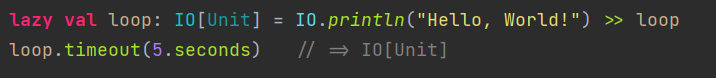 lazy val loop: IO[Unit] = IO.println("Hello, World!") >> loop
loop.timeout(5.seconds)   // => IO[Unit]